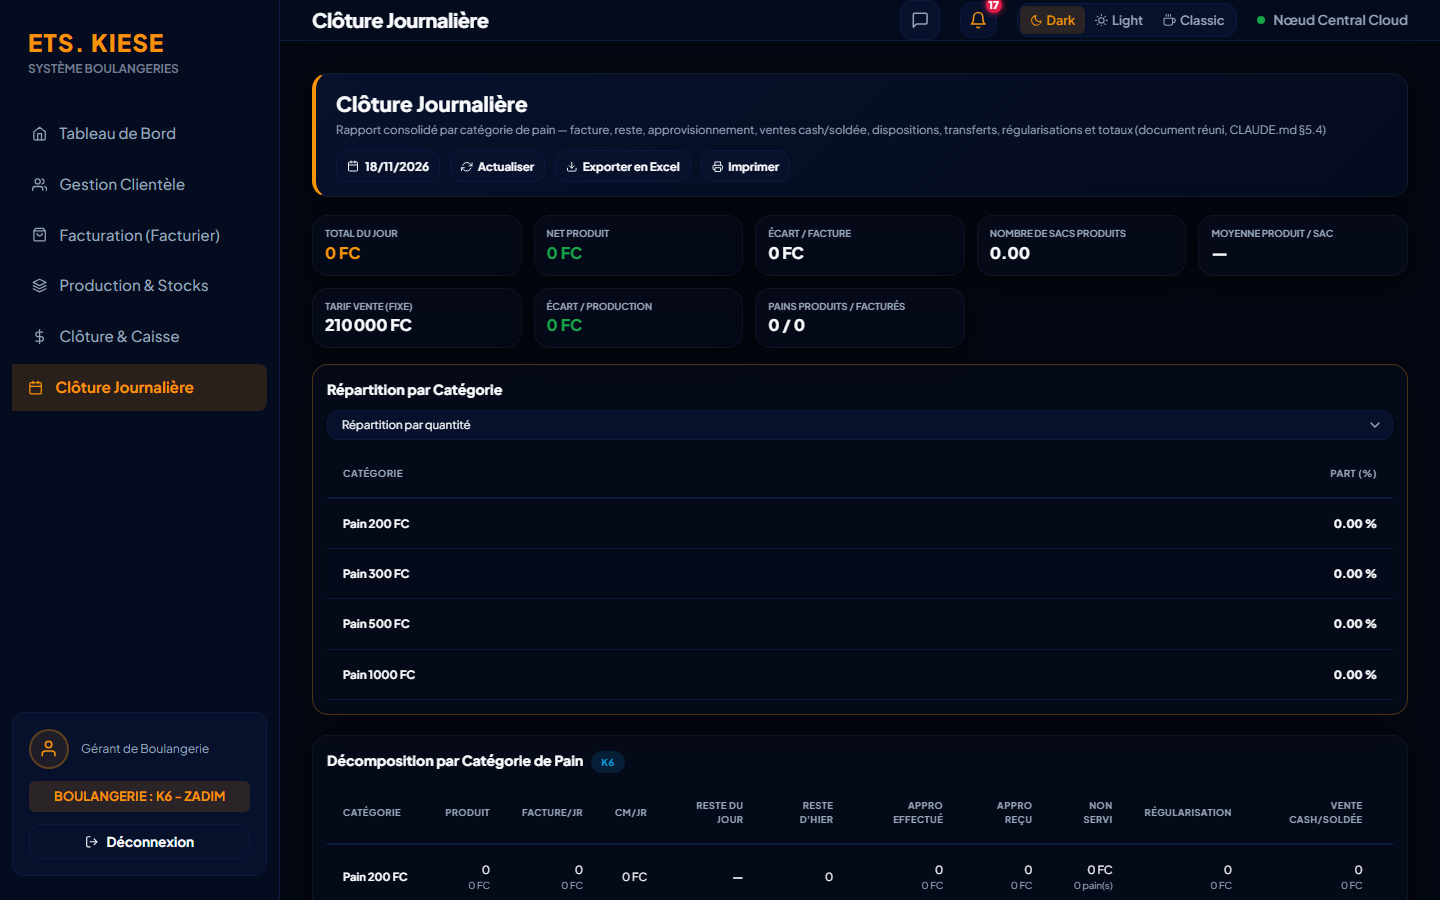 ETS. KIESE
SYSTÈME BOULANGERIES
Tableau de Bord
Gestion Clientèle
Facturation (Facturier)
Production & Stocks
Clôture & Caisse
Clôture Journalière
Gérant de Boulangerie
BOULANGERIE : K6 - ZADIM
Déconnexion
Clôture Journalière
17
Dark
Light
Classic
Nœud Central Cloud
Clôture Journalière
Rapport consolidé par catégorie de pain — facture, reste, approvisionnement, ventes cash/soldée, dispositions, transferts, régularisations et totaux (document réuni, CLAUDE.md §5.4)
18/11/2026
Actualiser
Exporter en Excel
Imprimer
TOTAL DU JOUR
0 FC
NET PRODUIT
0 FC
ÉCART / FACTURE
0 FC
NOMBRE DE SACS PRODUITS
0.00
MOYENNE PRODUIT / SAC
—
TARIF VENTE (FIXE)
210 000 FC
ÉCART / PRODUCTION
0 FC
PAINS PRODUITS / FACTURÉS
0 / 0
Répartition par Catégorie
Répartition par quantité
CATÉGORIE PART (%)
Pain 200 FC 0.00 %
Pain 300 FC 0.00 %
Pain 500 FC 0.00 %
Pain 1000 FC 0.00 %
Décomposition par Catégorie de Pain K6
CATÉGORIE PRODUIT FACTURE/JR CM/JR RESTE DU JOUR RESTE D'HIER APPRO EFFECTUÉ APPRO REÇU NON SERVI RÉGULARISATION VENTE CASH/SOLDÉE
Pain 200 FC 0 0 0 FC — 0 0 0 0 FC 0 0
0 FC 0 FC 0 FC 0 FC 0 pain(s) 0 FC 0 FC